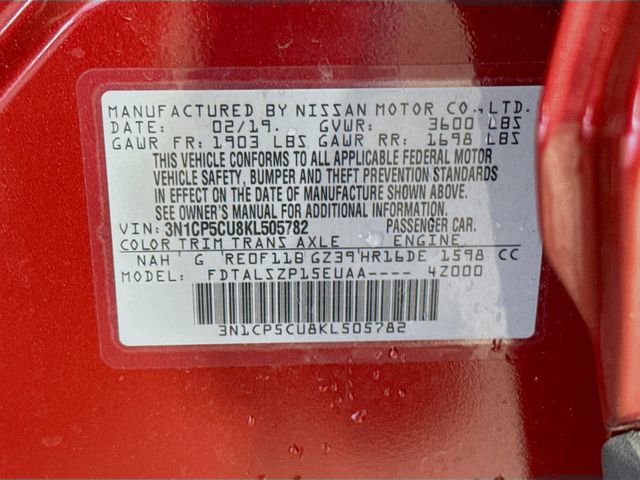 MANUFACTURED BY NISSAN MOTOR CO.,LTD.
DATE: 02/19. GVWR: 3600 LBS
GAWR FR: 1903 LBS GAWR RR: 1698 LBS
THIS VEHICLE CONFORMS TO ALL APPLICABLE FEDERAL MOTOR
VEHICLE SAFETY, BUMPER AND THEFT PREVENTION STANDARDS
IN EFFECT ON THE DATE OF MANUFACTURE SHOWN ABOVE.
SEE OWNER'S MANUAL FOR ADDITIONAL INFORMATION.
VIN: 3N1CP5CU8KL505782 PASSENGER CAR.
COLOR TRIM TRANS AXLE ENGINE
NAH G RE0F11B GZ39 HR16DE 1598 CC
MODEL: FDTALSZP15EUAA---- 4Z000
3N1CP5CU8KL505782